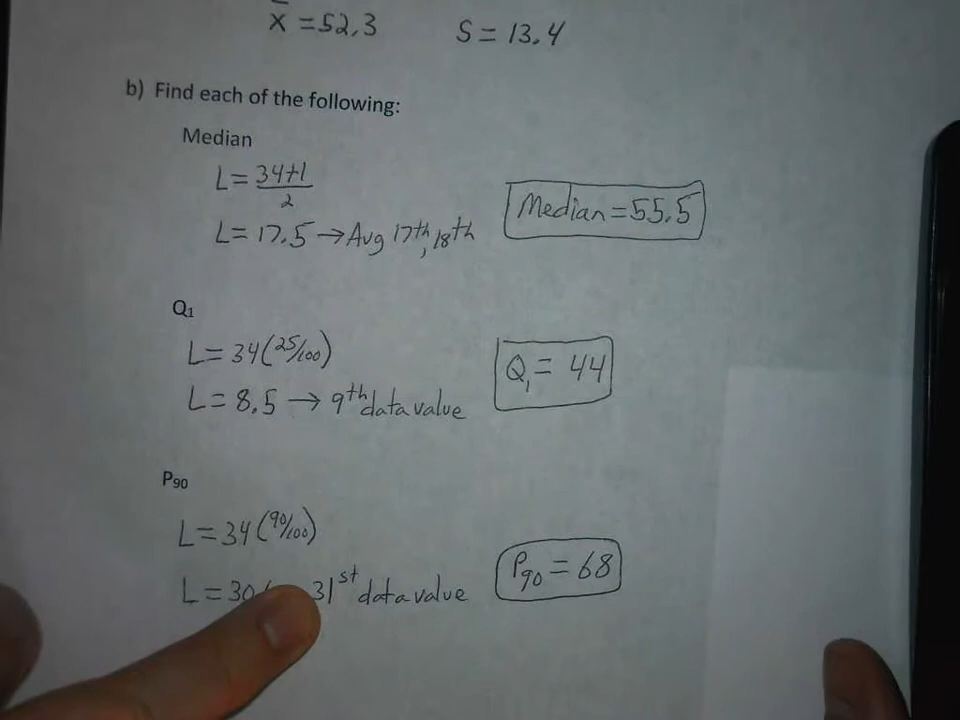 x̄ = 52.3 S = 13.4
b) Find each of the following:
Median
L = 34+1
2
L = 17.5 → Avg 17th, 18th
Median = 55.5
Q1
L = 34(25/100)
L = 8.5 → 9th data value
Q1 = 44
P90
L = 34(90/100)
L = 30 31st data value
P90 = 68